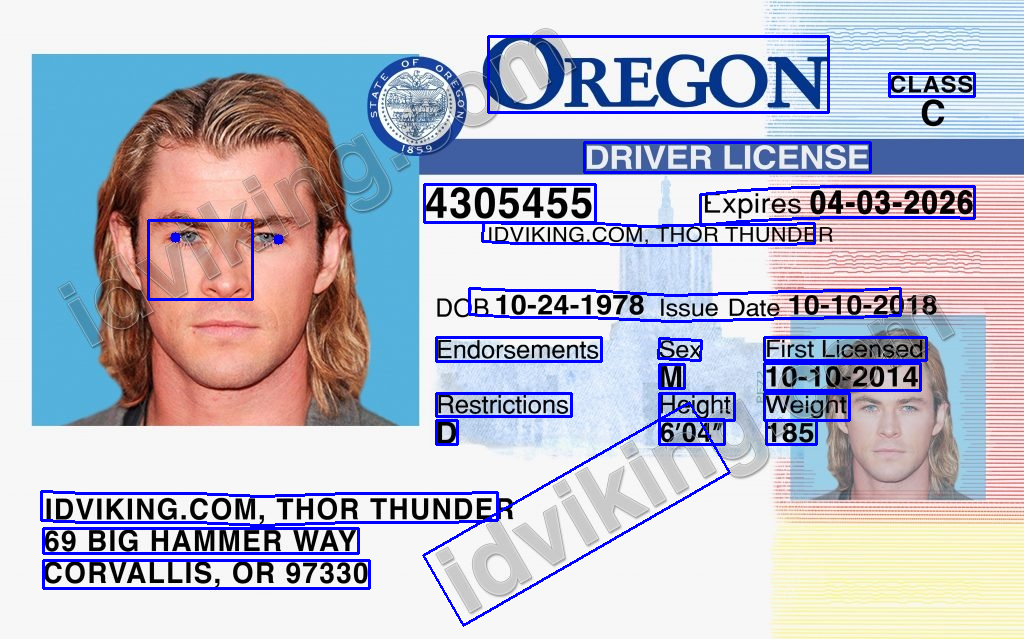 STATE OF OREGON
1859
OREGON
CLASS
C
DRIVER LICENSE
4305455
Expires 04-03-2026
IDVIKING.COM, THOR THUNDER
DOB 10-24-1978 Issue Date 10-10-2018
Endorsements Sex First Licensed
M 10-10-2014
Restrictions Height Weight
D 6'04" 185
IDVIKING.COM, THOR THUNDER
69 BIG HAMMER WAY
CORVALLIS, OR 97330
idviking.com
idviking.com